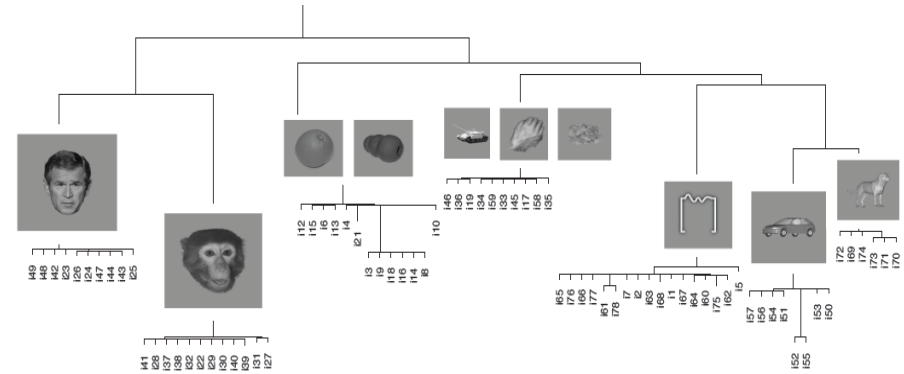 i49 i48 i42 i23 i26 i24 i47 i44 i43 i25
i41 i28 i37 i38 i32 i22 i29 i30 i40 i39 i31 i27
i12 i15 i6 i13 i4 i21 i10
i3 i9 i18 i16 i14 i8
i46 i36 i19 i34 i59 i33 i45 i17 i58 i35
i65 i76 i66 i77 i61 i78 i7 i2 i63 i68 i1 i67 i64 i60 i75 i62 i5
i57 i56 i54 i51 i53 i50
i52 i55
i72 i69 i74 i73 i71 i70